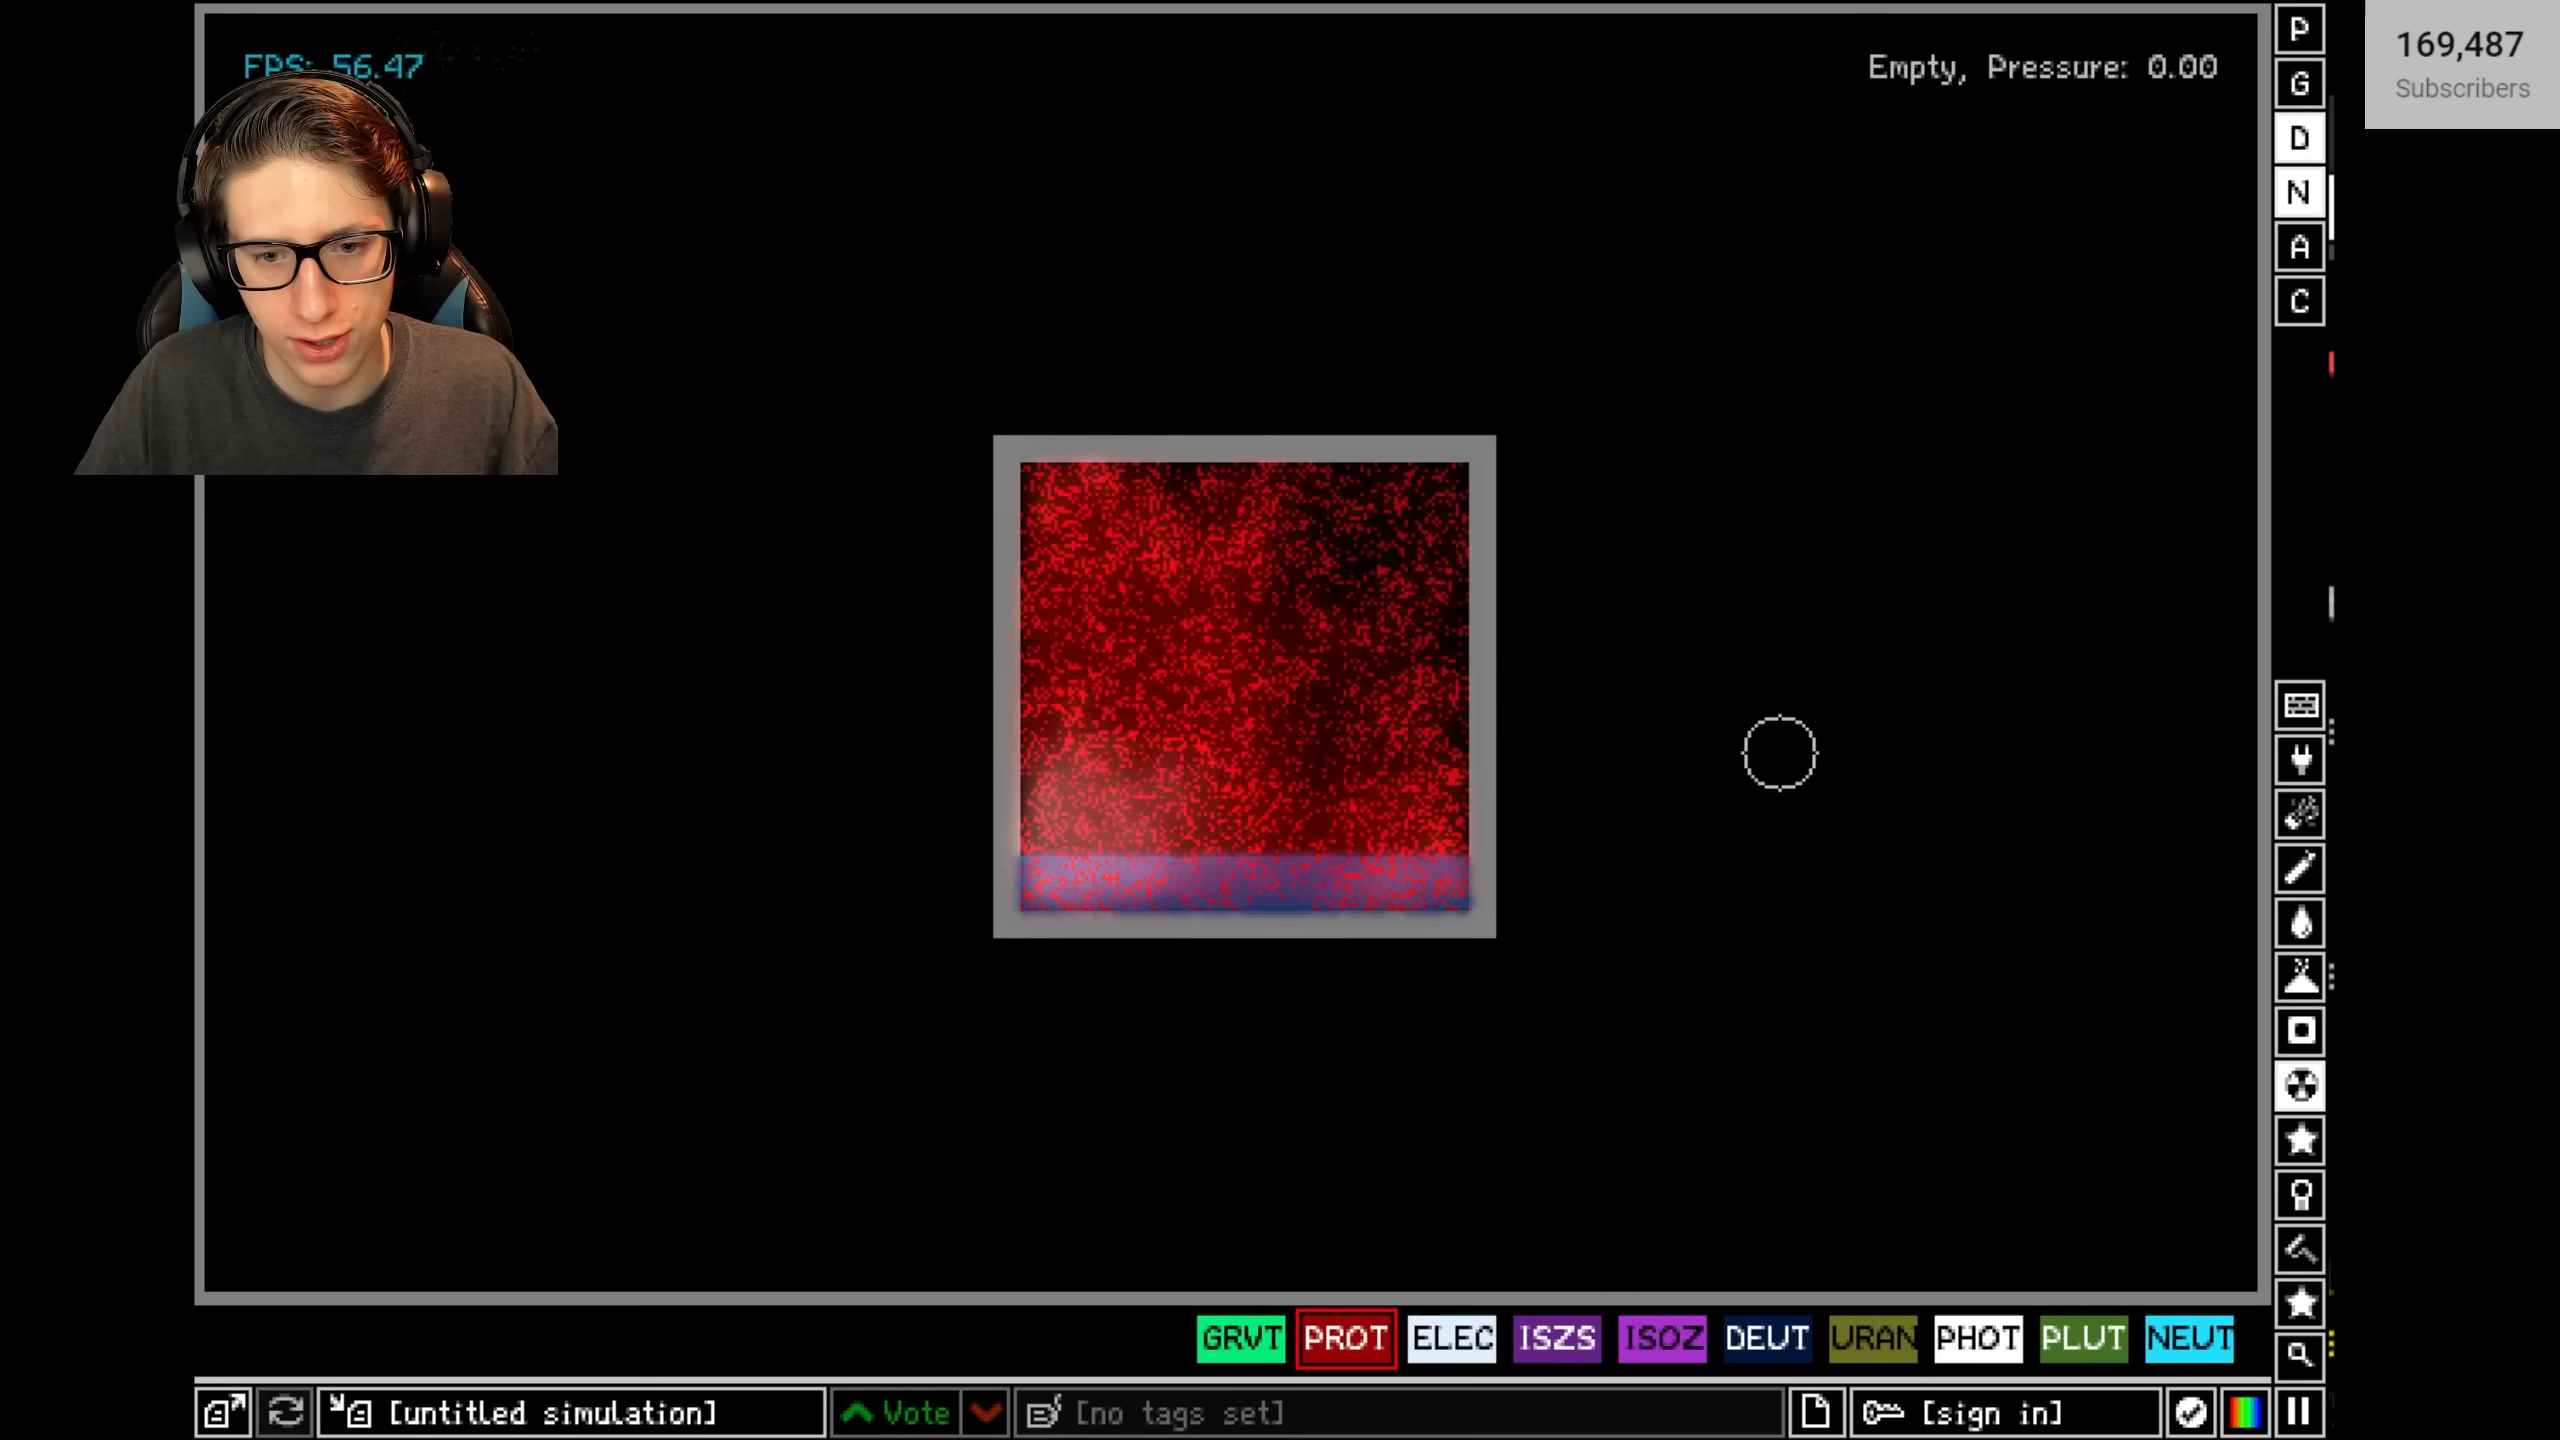 FPS: 56.47
Empty, Pressure: 0.00
169,487
Subscribers
P
G
D
N
A
C
GRVT PROT ELEC ISZS ISOZ DEUT URAN PHOT PLUT NEUT
[untitled simulation] Vote [no tags set] [sign in]